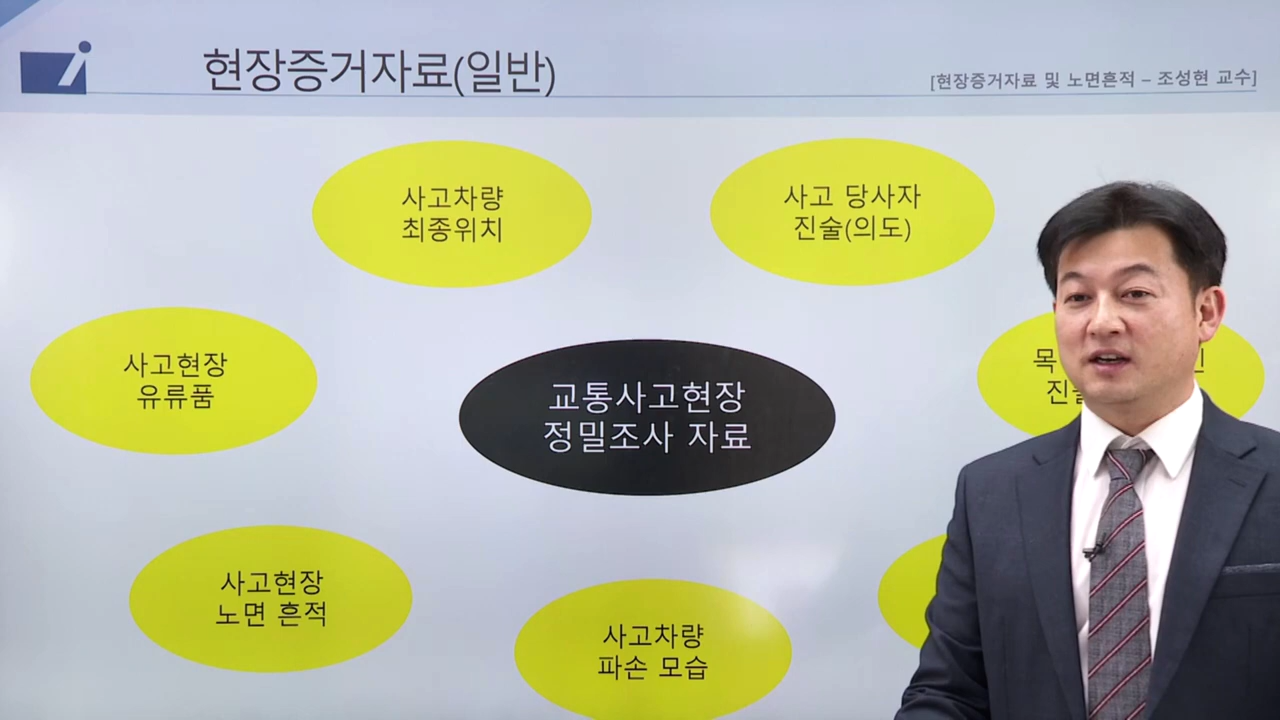 현장증거자료(일반)
[현장증거자료 및 노면흔적 – 조성현 교수]
사고차량
최종위치
사고 당사자
진술(의도)
사고현장
유류품
교통사고현장
정밀조사 자료
사고현장
노면 흔적
사고차량
파손 모습